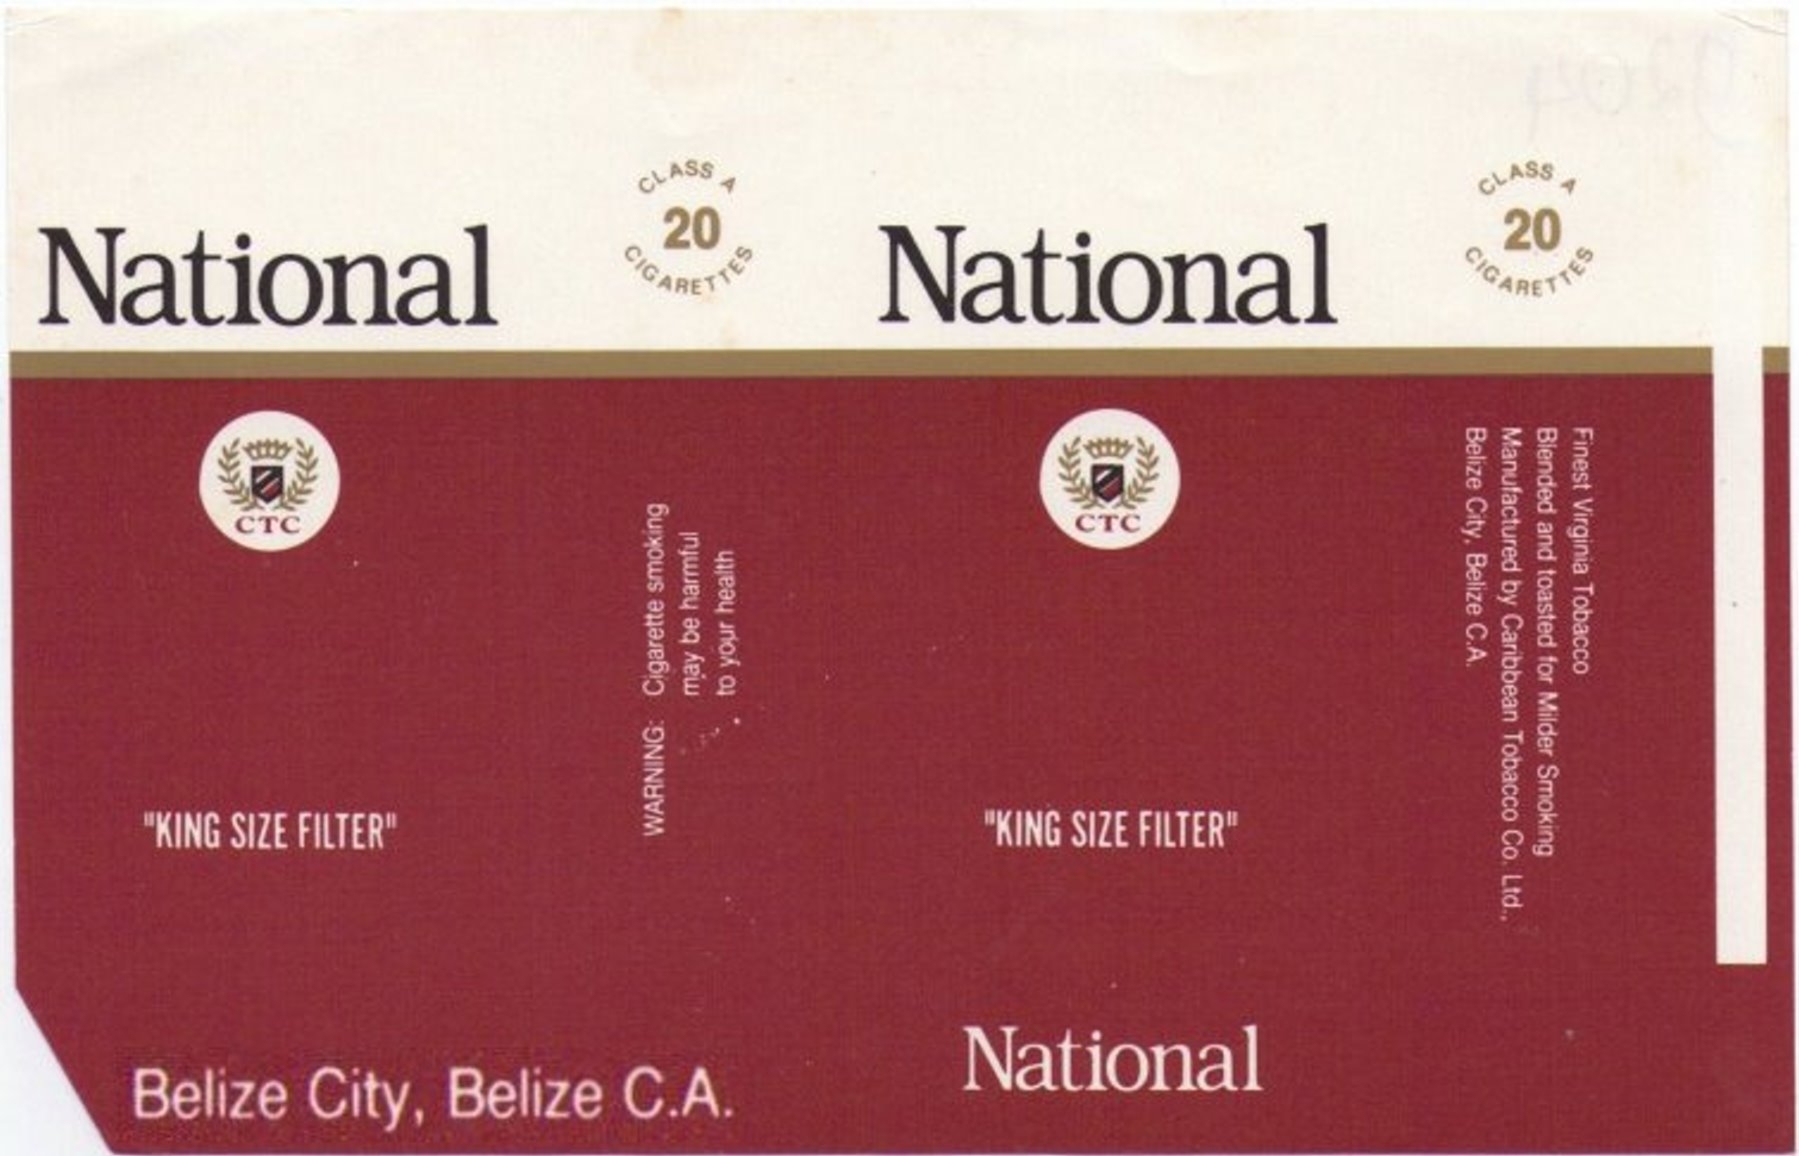 National
CLASS A
20
CIGARETTES
CTC
WARNING: Cigarette smoking
may be harmful
to your health
"KING SIZE FILTER"
Belize City, Belize C.A.
National
CLASS A
20
CIGARETTES
CTC
Finest Virginia Tobacco
Blended and toasted for Milder Smoking
Manufactured by Caribbean Tobacco Co. Ltd.,
Belize City, Belize C.A.
"KING SIZE FILTER"
National